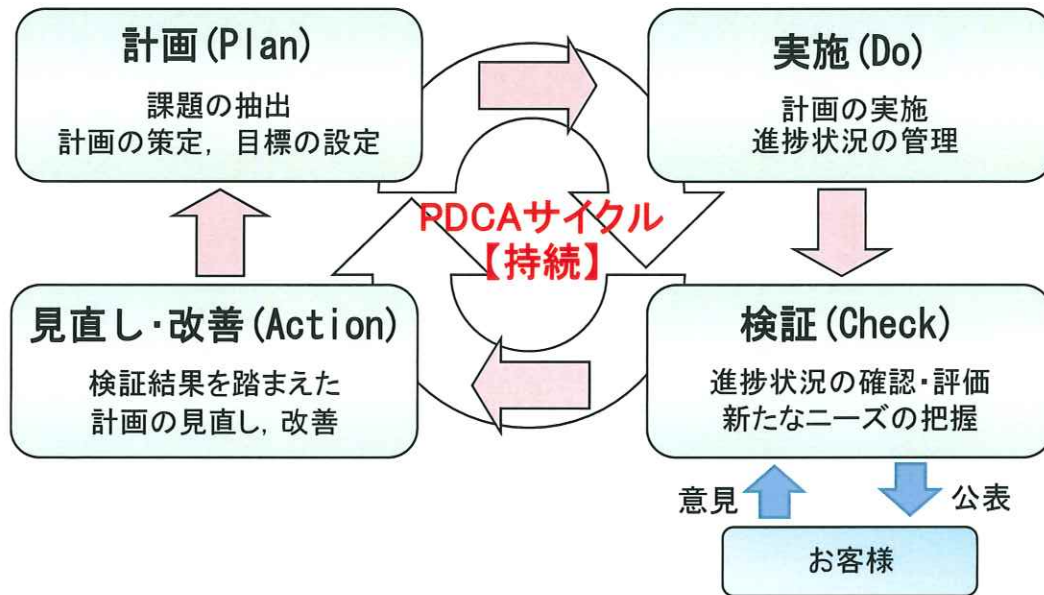 計画(Plan)
課題の抽出
計画の策定, 目標の設定
実施(Do)
計画の実施
進捗状況の管理
PDCAサイクル
【持続】
見直し・改善(Action)
検証結果を踏まえた
計画の見直し, 改善
検証(Check)
進捗状況の確認・評価
新たなニーズの把握
意見
公表
お客様